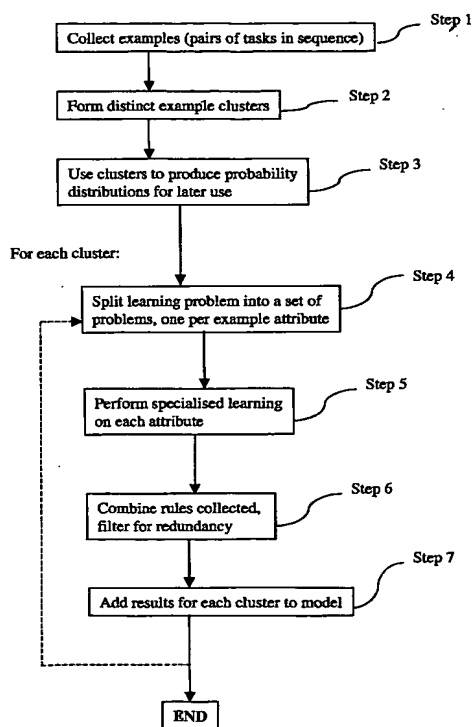 Step 1
Collect examples (pairs of tasks in sequence)
Step 2
Form distinct example clusters
Step 3
Use clusters to produce probability
distributions for later use
For each cluster:
Step 4
Split learning problem into a set of
problems, one per example attribute
Step 5
Perform specialised learning
on each attribute
Step 6
Combine rules collected,
filter for redundancy
Step 7
Add results for each cluster to model
END